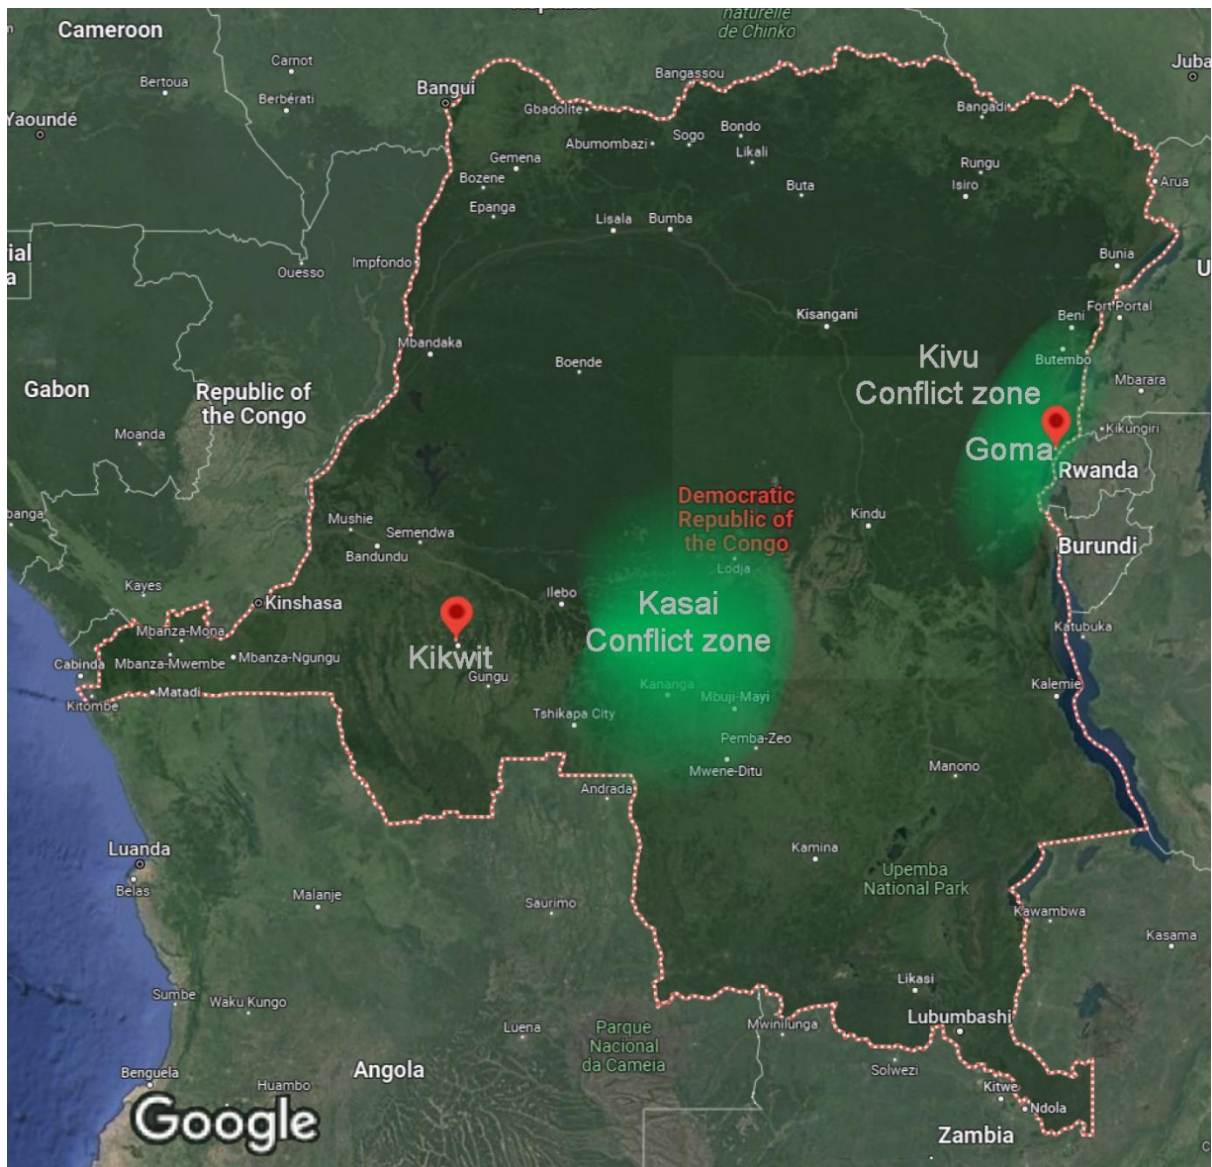 naturelle
de Chinko
Cameroon
Carnot
Bertoua
Berbérati
Yaoundé
Bangui
Bangassou
Juba
Gbadolite
Bangadi
Abumombazi
Sogo
Bondo
Likali
Gemena
Bozene
Epanga
Buta
Rungu
Isiro
Arua
Lisala
Bumba
Ouesso
Impfondo
Bunia
U
ial
a
Kisangani
Beni
Fort Portal
Mbandaka
Boende
Butembo
Kivu
Conflict zone
Mbarara
Gabon
Republic of
the Congo
Moanda
Kikungiri
Goma
Rwanda
Democratic
Republic of
the Congo
Kindu
banga
Mushie
Semendwa
Bandundu
Burundi
Lodja
Kayes
Kinshasa
Ilebo
Kasai
Conflict zone
Mbanza-Mona
Katubuka
Kikwit
Cabinda
Mbanza-Mwembe
Mbanza-Ngungu
Gungu
Kananga
Mbuji-Mayi
Kalemie
Kitombe
Matadi
Tshikapa City
Pemba-Zeo
Mwene-Ditu
Manono
Andrada
Luanda
Belas
Kamina
Upemba
National Park
Malanje
Saurimo
Kawambwa
Kasama
Sumbe
Waku Kungo
Likasi
Luena
Parque
Nacional
da Cameia
Mwinilunga
Lubumbashi
Benguela
Huambo
Angola
Solwezi
Kitwe
Ndola
Google
Zambia